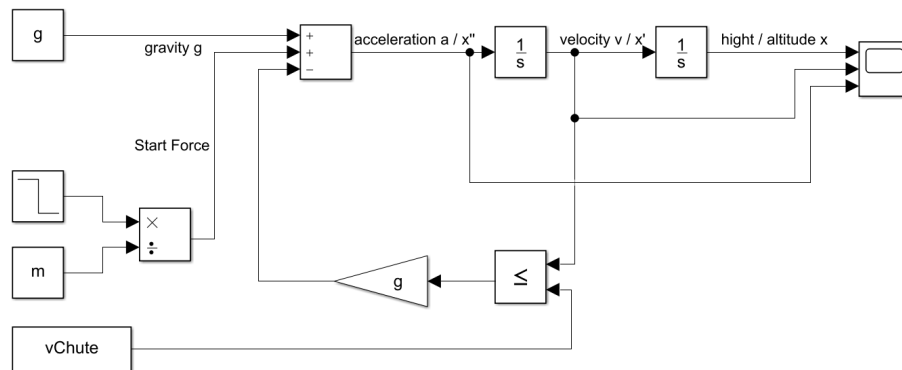 g
gravity g
+
+
−
acceleration a / x"
1
s
velocity v / x'
1
s
hight / altitude x
Start Force
×
÷
m
g
≤
vChute